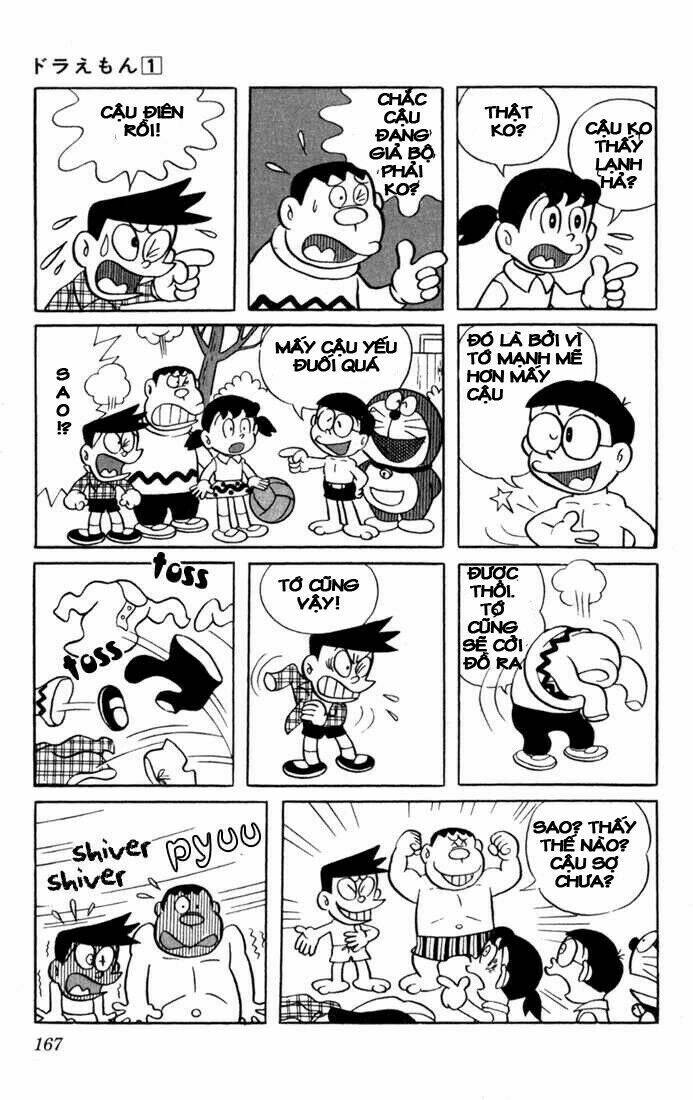 ドラえもん 1
CẬU KO
THẤY
LẠNH
HẢ?
THẬT
KO?
CHẮC
CẬU
ĐANG
GIẢ BỘ
PHẢI
KO?
CẬU ĐIÊN
RỒI!
ĐÓ LÀ BỞI VÌ
TỚ MẠNH MẼ
HƠN MẤY
CẬU
MẤY CẬU YẾU
ĐUỐI QUÁ
SAO!?
ĐƯỢC
THÔI.
TỚ
CŨNG
SẼ CỞI
ĐỒ RA
TỚ CŨNG
VẬY!
toss
toss
SAO? THẤY
THẾ NÀO?
CẬU SỢ
CHƯA?
pyuu
shiver
shiver
167